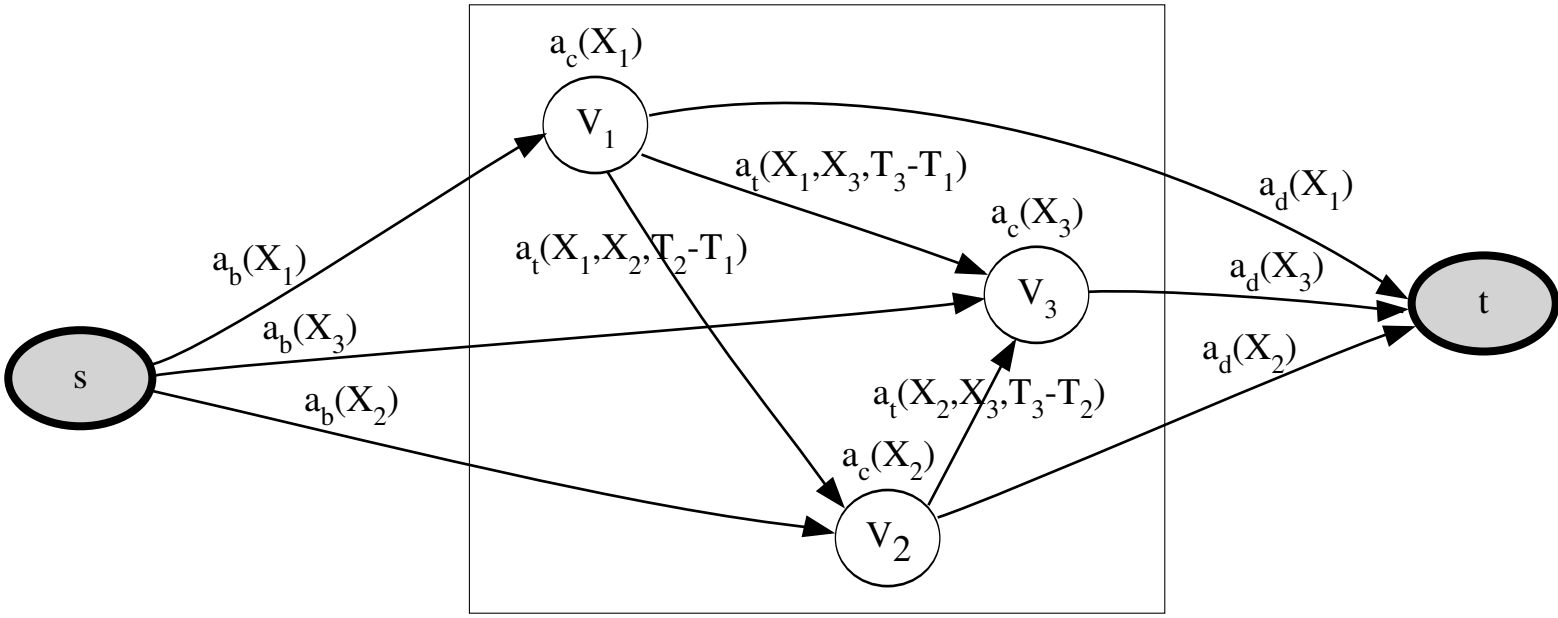 a_c(X_1)
V_1
a_t(X_1,X_3,T_3-T_1)
a_d(X_1)
a_c(X_3)
a_t(X_1,X_2,T_2-T_1)
a_b(X_1)
a_d(X_3)
V_3
t
a_b(X_3)
a_d(X_2)
s
a_b(X_2)
a_t(X_2,X_3,T_3-T_2)
a_c(X_2)
V_2